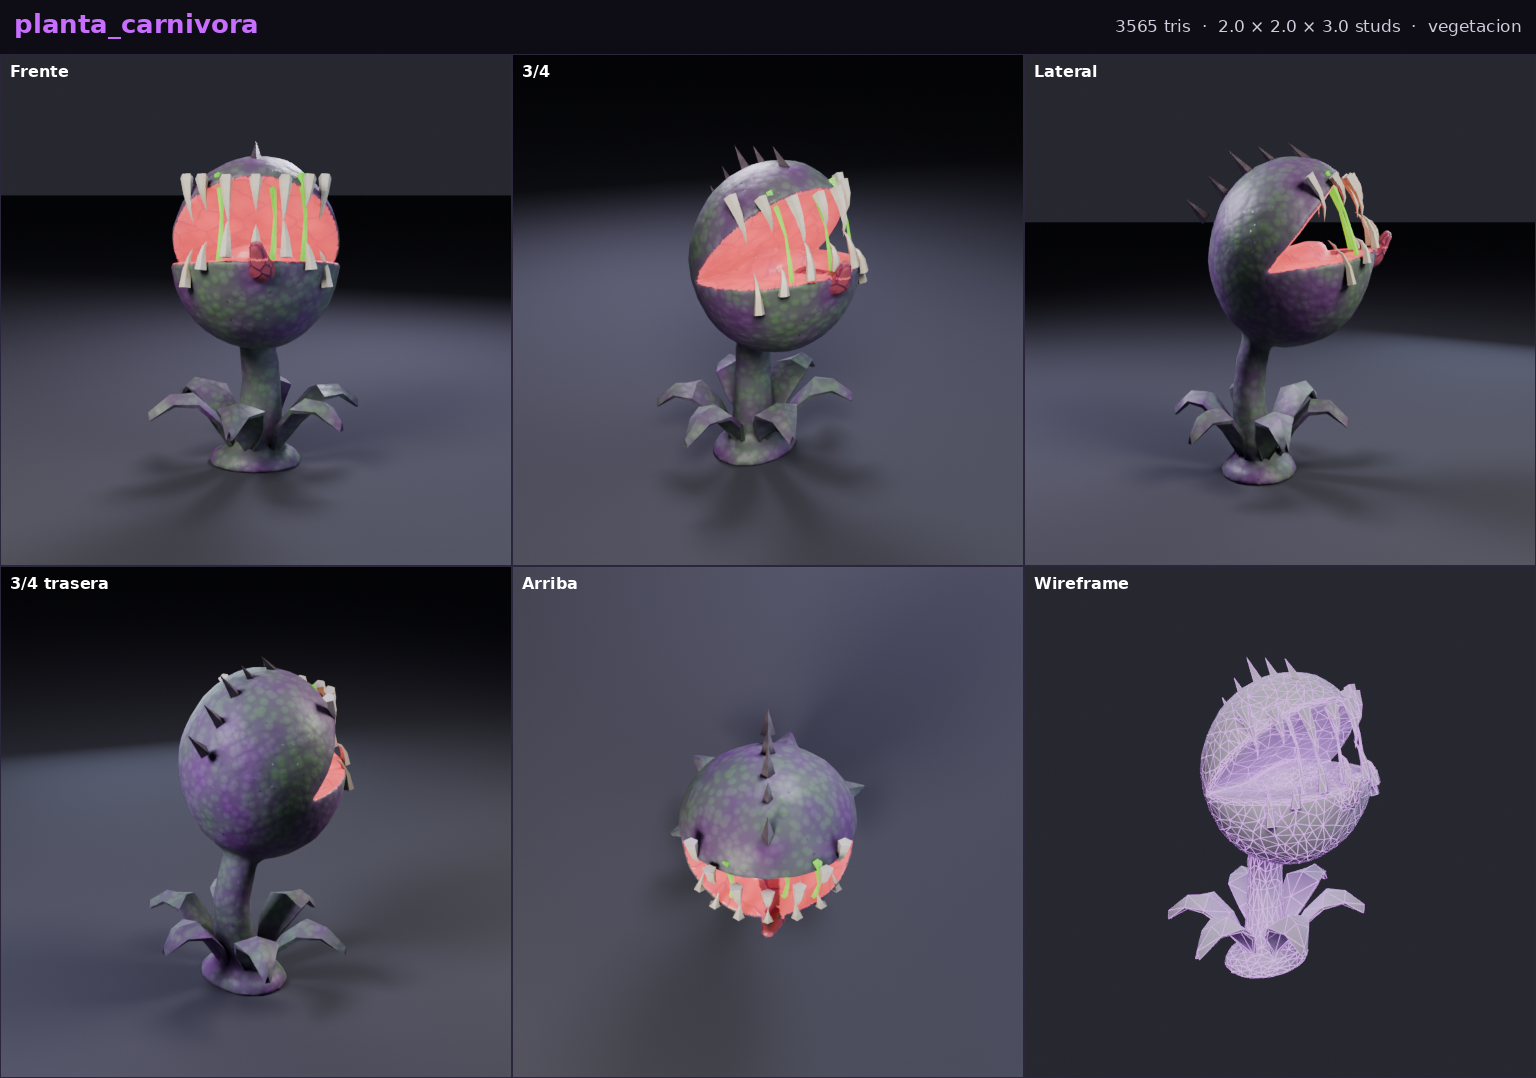 planta_carnivora
3565 tris · 2.0 × 2.0 × 3.0 studs · vegetacion
Frente
3/4
Lateral
3/4 trasera
Arriba
Wireframe